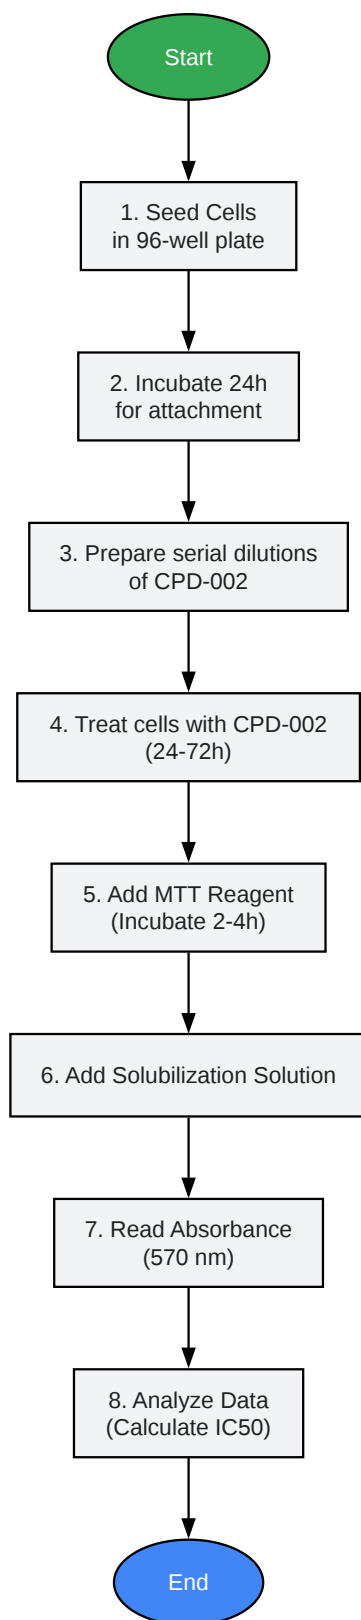 Start
1. Seed Cells
in 96-well plate
2. Incubate 24h
for attachment
3. Prepare serial dilutions
of CPD-002
4. Treat cells with CPD-002
(24-72h)
5. Add MTT Reagent
(Incubate 2-4h)
6. Add Solubilization Solution
7. Read Absorbance
(570 nm)
8. Analyze Data
(Calculate IC50)
End